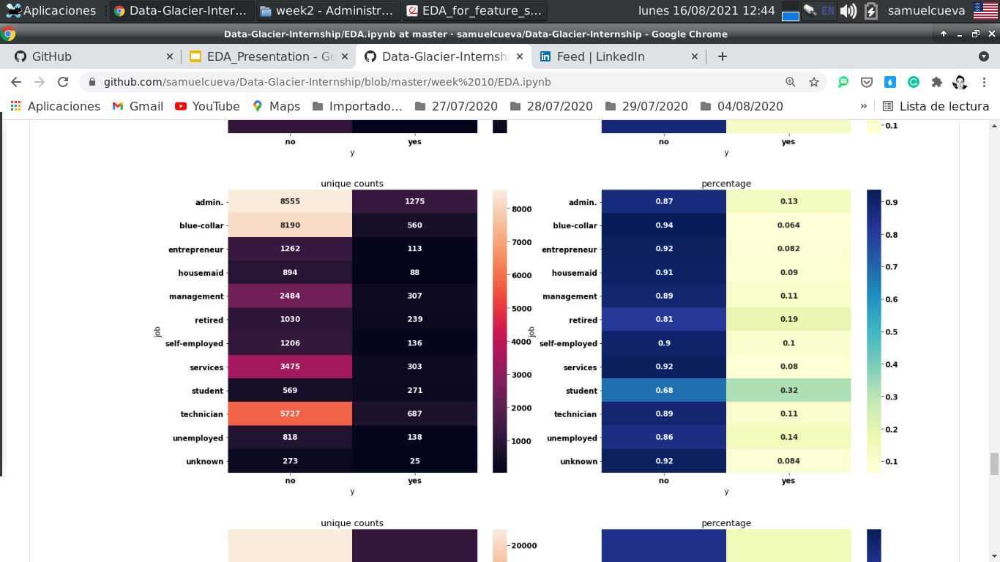 Aplicaciones Data-Glacier-Inter... week2 - Administr... EDA_for_feature_s... lunes 16/08/2021 12:44 EN samuelcueva
Data-Glacier-Internship/EDA.ipynb at master · samuelcueva/Data-Glacier-Internship - Google Chrome
GitHub EDA_Presentation - Go Data-Glacier-Internshi Feed | LinkedIn
github.com/samuelcueva/Data-Glacier-Internship/blob/master/week%2010/EDA.ipynb
Aplicaciones Gmail YouTube Maps Importado... 27/07/2020 28/07/2020 29/07/2020 04/08/2020 » Lista de lectura
0.1
no yes no yes
y y
unique counts percentage
admin. 8555 1275 admin. 0.87 0.13 0.9
8000
blue-collar 8190 560 blue-collar 0.94 0.064
0.8
7000
entrepreneur 1262 113 entrepreneur 0.92 0.082
0.7
housemaid 894 88 housemaid 0.91 0.09
6000
management 2484 307 management 0.89 0.11 0.6
5000
retired 1030 239 retired 0.81 0.19
0.5
job job
4000
self-employed 1206 136 self-employed 0.9 0.1
0.4
services 3475 303 services 0.92 0.08
3000
student 569 271 student 0.68 0.32
0.3
2000
technician 5727 687 technician 0.89 0.11
0.2
unemployed 818 138 unemployed 0.86 0.14
1000
unknown 273 25 unknown 0.92 0.084 0.1
no yes no yes
y y
unique counts percentage
20000